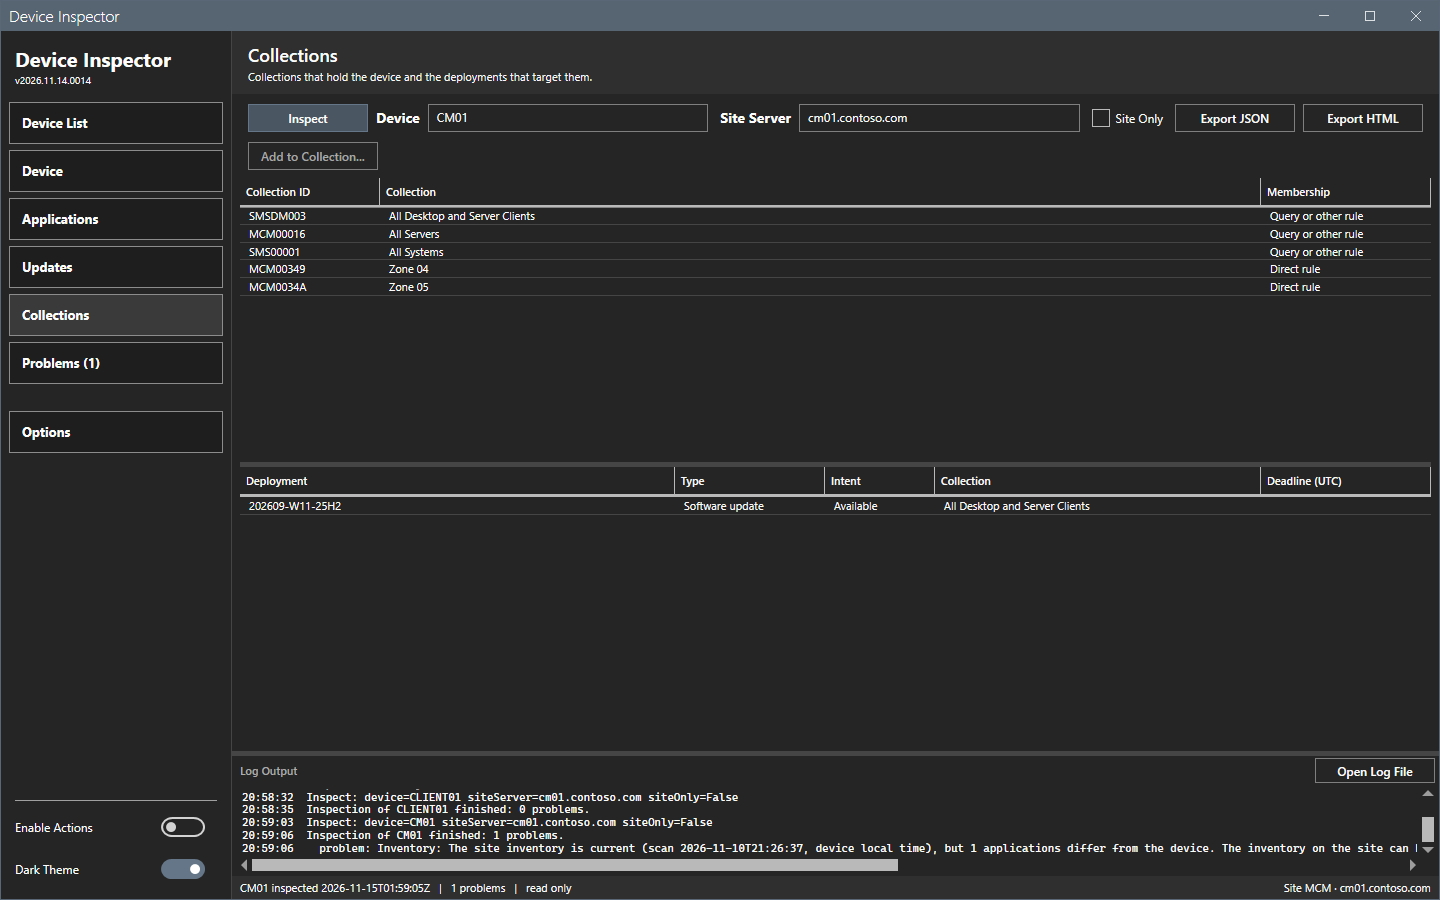 Device Inspector
Device Inspector
v2026.11.14.0014
Device List
Device
Applications
Updates
Collections
Problems (1)
Options
Enable Actions
Dark Theme
Collections
Collections that hold the device and the deployments that target them.
Inspect Device CM01 Site Server cm01.contoso.com Site Only Export JSON Export HTML
Add to Collection...
Collection ID Collection Membership
SMSDM003 All Desktop and Server Clients Query or other rule
MCM00016 All Servers Query or other rule
SMS00001 All Systems Query or other rule
MCM00349 Zone 04 Direct rule
MCM0034A Zone 05 Direct rule
Deployment Type Intent Collection Deadline (UTC)
202609-W11-25H2 Software update Available All Desktop and Server Clients
Log Output Open Log File
20:58:32 Inspect: device=CLIENT01 siteServer=cm01.contoso.com siteOnly=False
20:58:35 Inspection of CLIENT01 finished: 0 problems.
20:59:03 Inspect: device=CM01 siteServer=cm01.contoso.com siteOnly=False
20:59:06 Inspection of CM01 finished: 1 problems.
20:59:06 problem: Inventory: The site inventory is current (scan 2026-11-10T21:26:37, device local time), but 1 applications differ from the device. The inventory on the site can
CM01 inspected 2026-11-15T01:59:05Z | 1 problems | read only
Site MCM · cm01.contoso.com